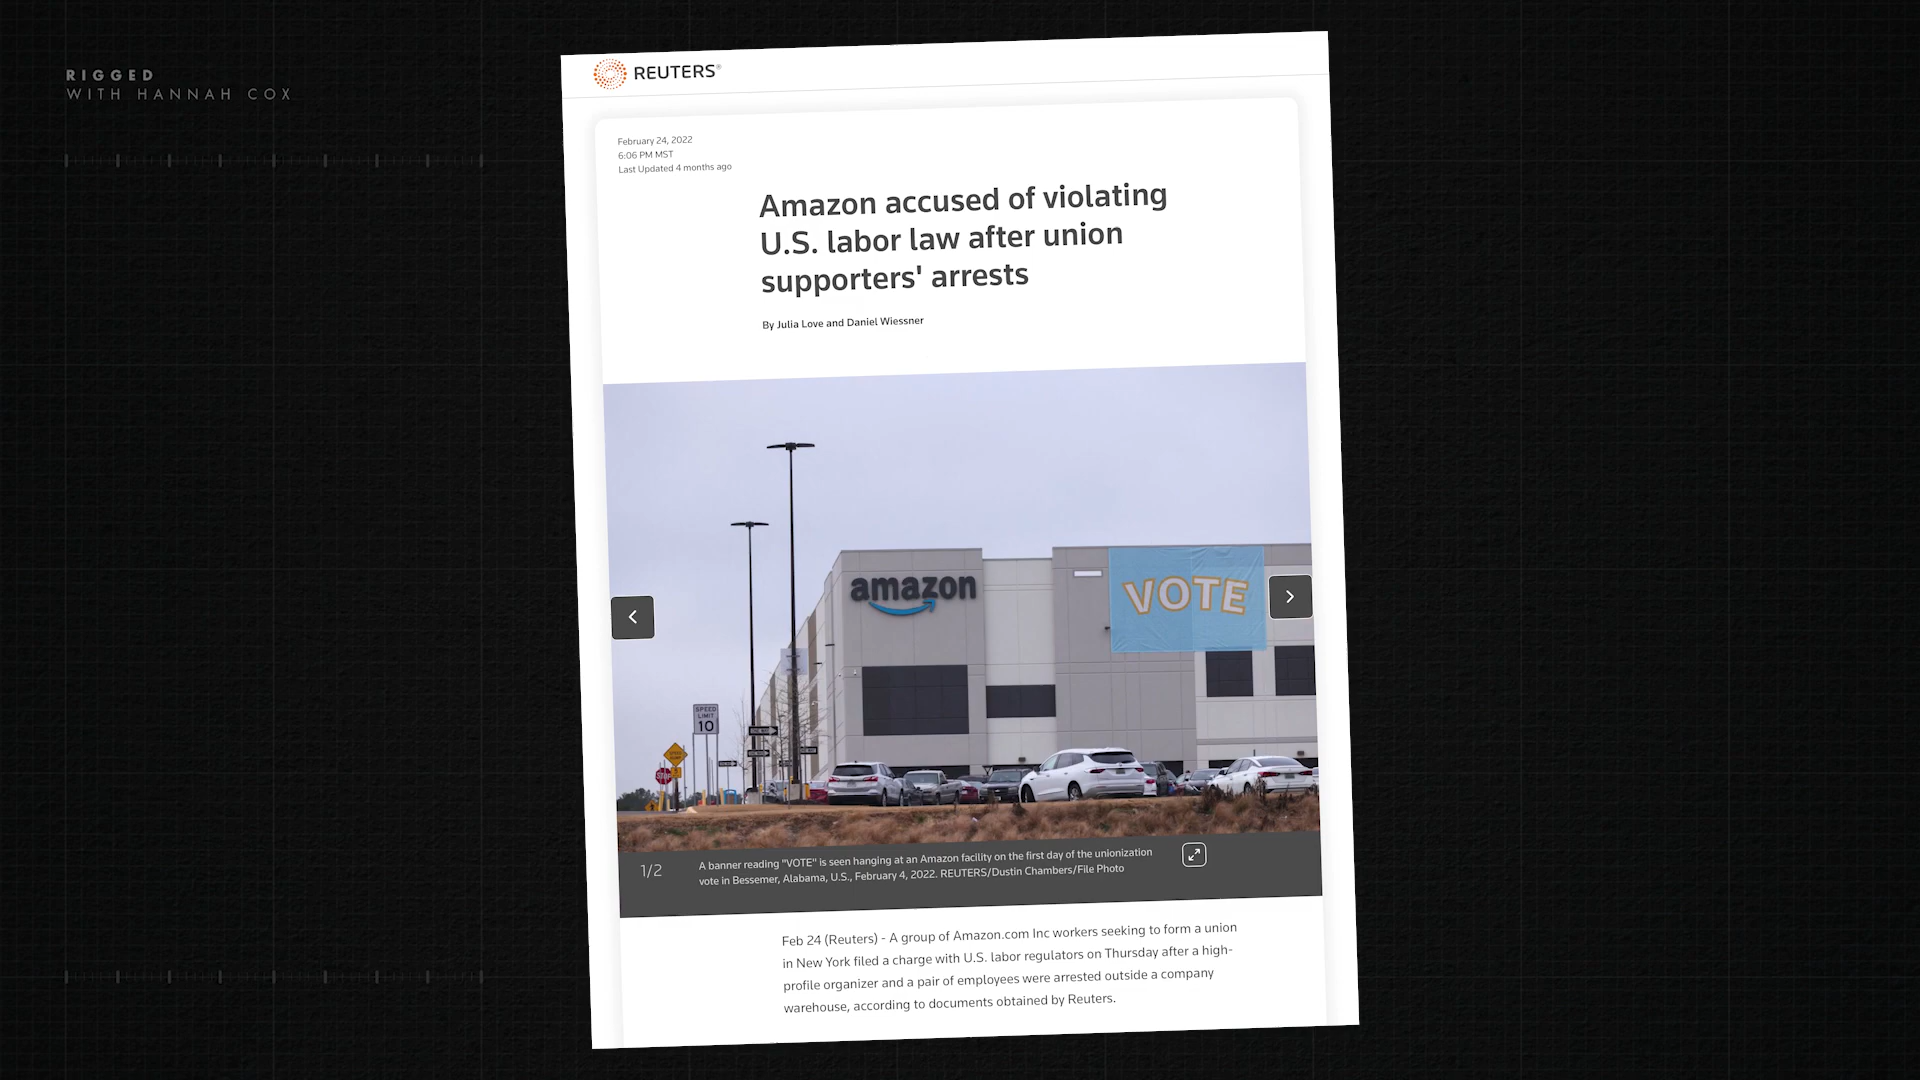 RIGGED
WITH HANNAH COX
REUTERS®
February 24, 2022
6:06 PM MST
Last Updated 4 months ago
Amazon accused of violating
U.S. labor law after union
supporters' arrests
By Julia Love and Daniel Wiessner
amazon
VOTE
SPEED
LIMIT
10
STOP
1/2
A banner reading "VOTE" is seen hanging at an Amazon facility on the first day of the unionization
vote in Bessemer, Alabama, U.S., February 4, 2022. REUTERS/Dustin Chambers/File Photo
Feb 24 (Reuters) - A group of Amazon.com Inc workers seeking to form a union
in New York filed a charge with U.S. labor regulators on Thursday after a high-
profile organizer and a pair of employees were arrested outside a company
warehouse, according to documents obtained by Reuters.